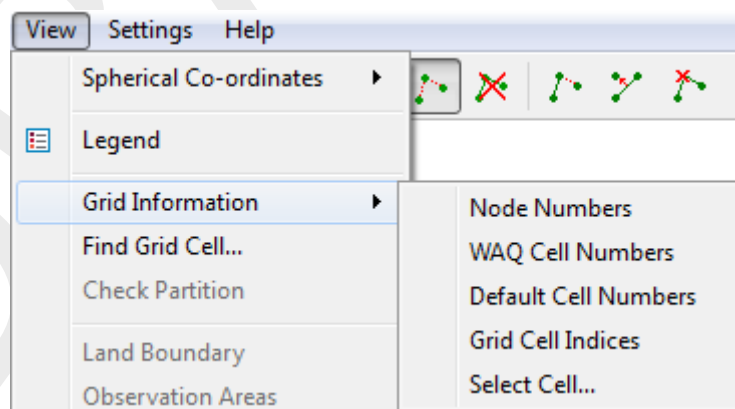 View Settings Help
Spherical Co-ordinates
Legend
Grid Information
Find Grid Cell...
Check Partition
Land Boundary
Observation Areas
Node Numbers
WAQ Cell Numbers
Default Cell Numbers
Grid Cell Indices
Select Cell...